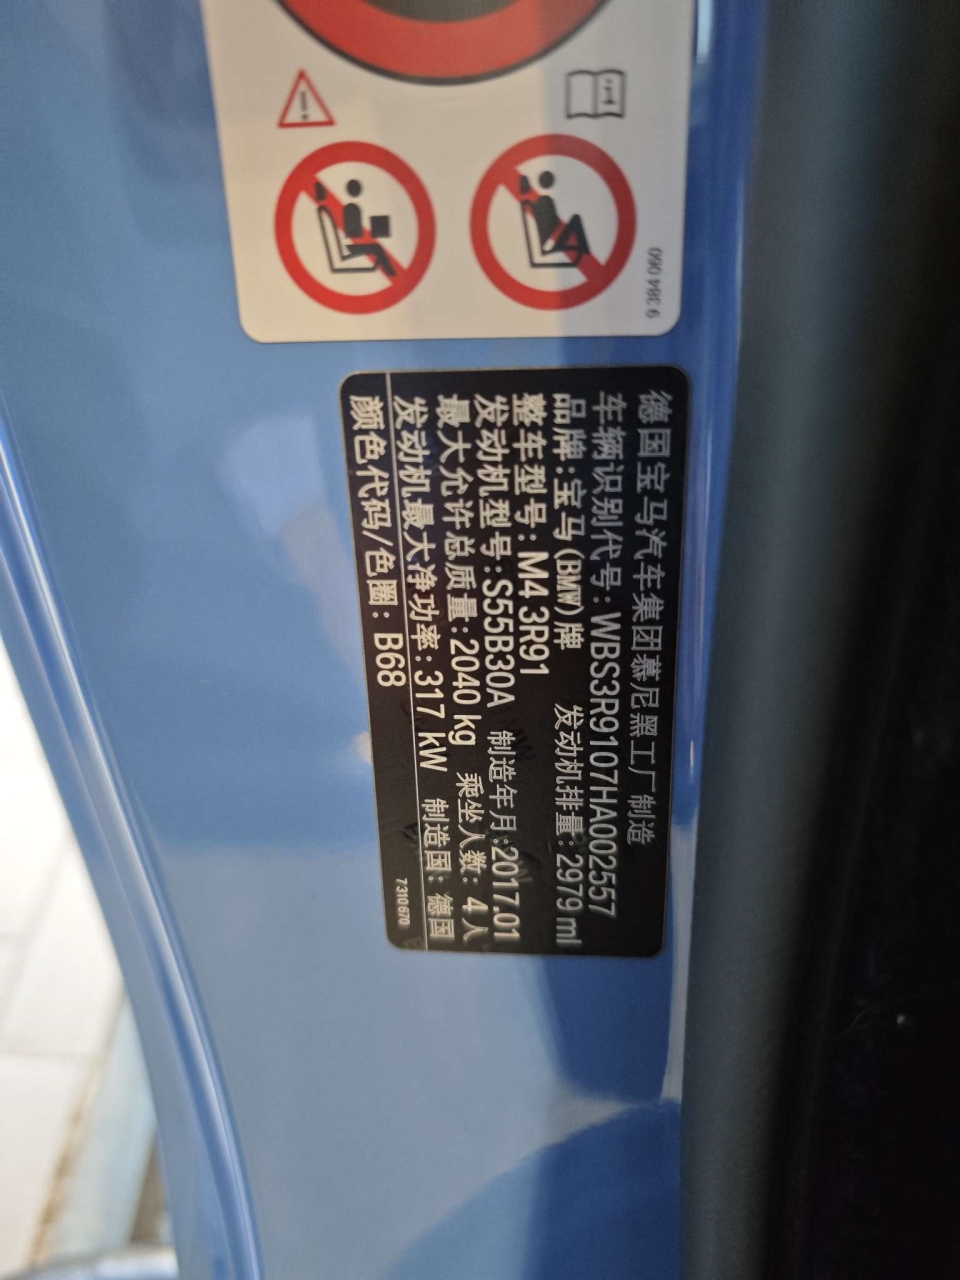 9 384 060
德国宝马汽车集团慕尼黑工厂制造
车辆识别代号:WBS3R9107HA002557
品牌:宝马(BMW)牌 发动机排量:2979 ml
整车型号:M4 3R91
发动机型号:S55B30A 制造年月:2017.01
最大允许总质量:2040 kg 乘坐人数:4人
发动机最大净功率:317 kW 制造国:德国
颜色代码/色圈:B68
7 310 670